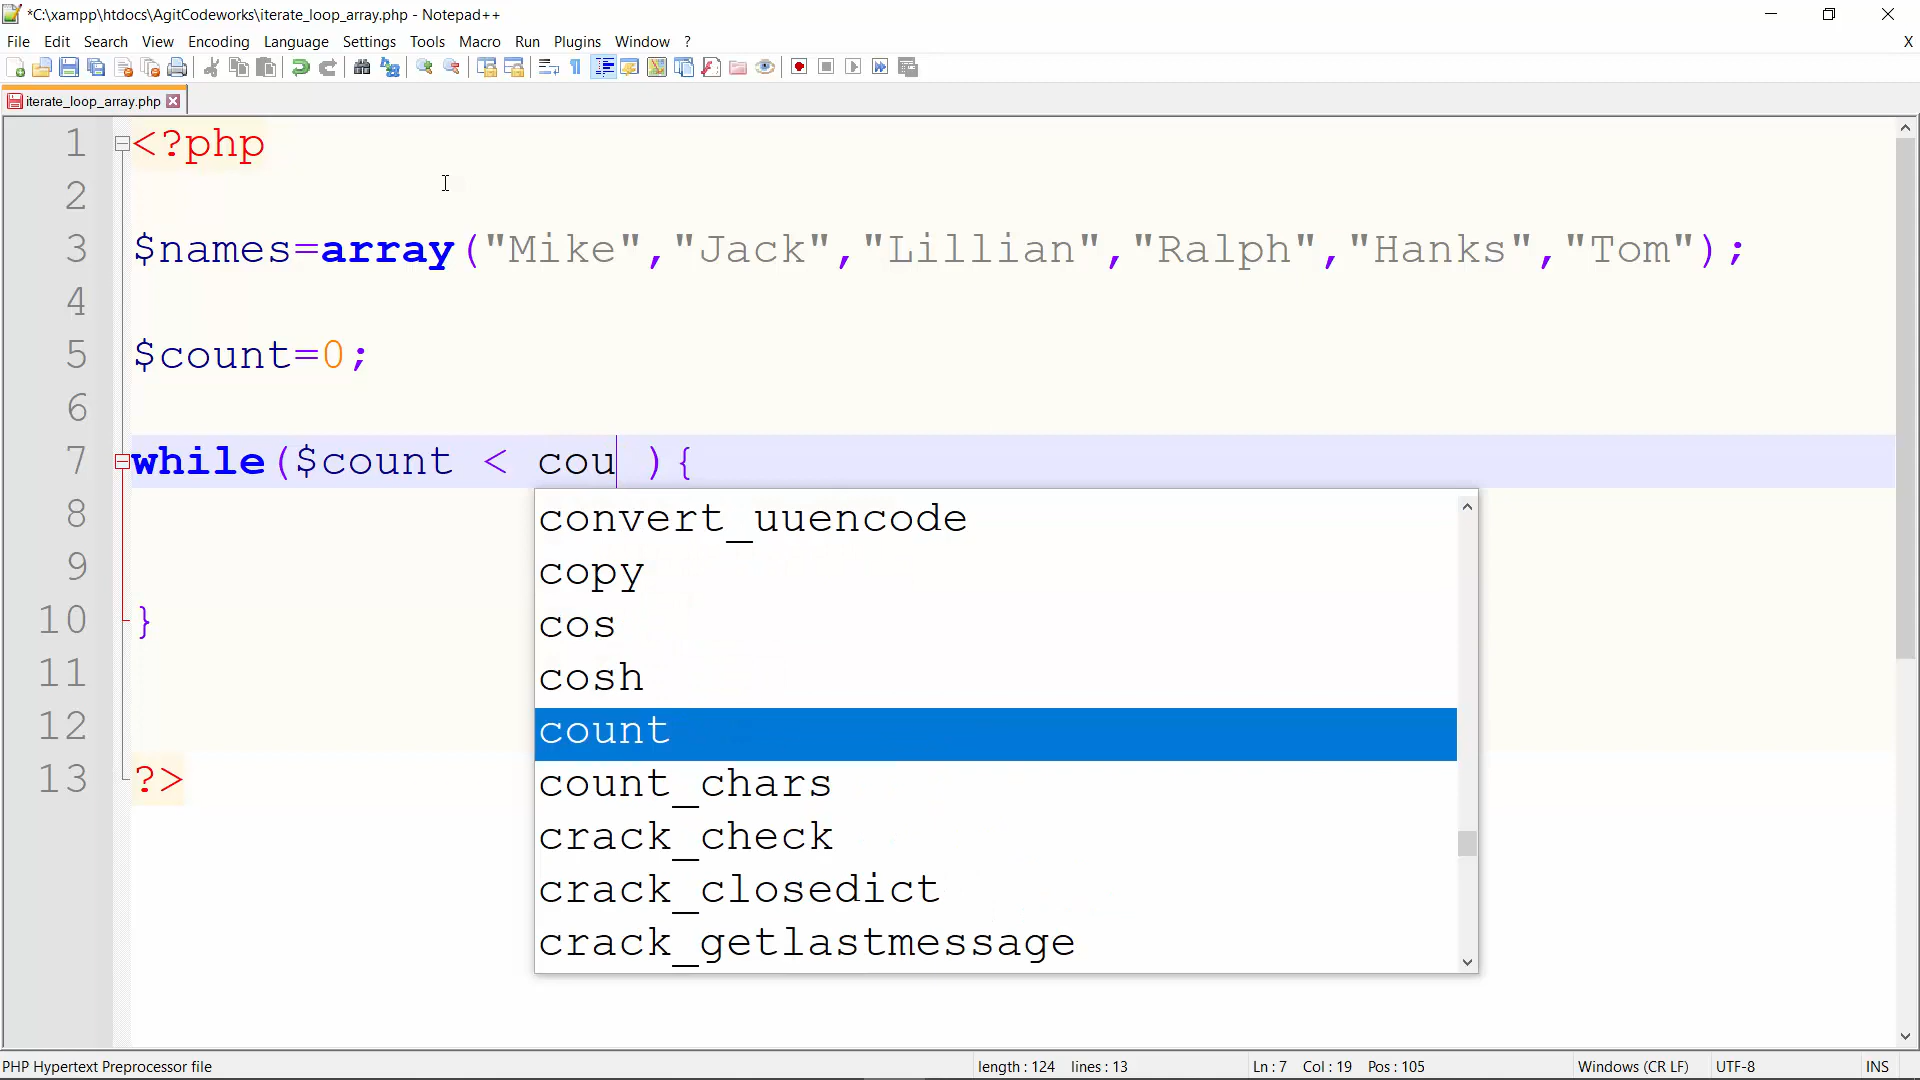 *C:\xampp\htdocs\AgitCodeworks\iterate_loop_array.php - Notepad++
File Edit Search View Encoding Language Settings Tools Macro Run Plugins Window ? X
iterate_loop_array.php
1 <?php
2
3 $names=array("Mike","Jack","Lillian","Ralph","Hanks","Tom");
4
5 $count=0;
6
7 while($count < cou ){
8
9
10 }
11
12
13 ?>
convert_uuencode
copy
cos
cosh
count
count_chars
crack_check
crack_closedict
crack_getlastmessage
PHP Hypertext Preprocessor file length : 124 lines : 13 Ln : 7 Col : 19 Pos : 105 Windows (CR LF) UTF-8 INS